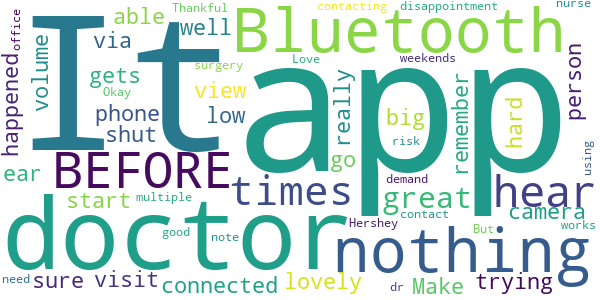 It
app
Bluetooth
doctor
nothing
BEFORE
times
hear
great
camera
connected
lovely
Make
trying
sure
visit
start
multiple
good
note
need
dr
Hershey
contact
But
works
using
demand
risk
remember
hard
big
go
really
low
view
surgery
Okay
gets
phone
shut
ear
via
well
able
volume
happened
office
Thankful
Love
weekends
contacting
disappointment
nurse
person